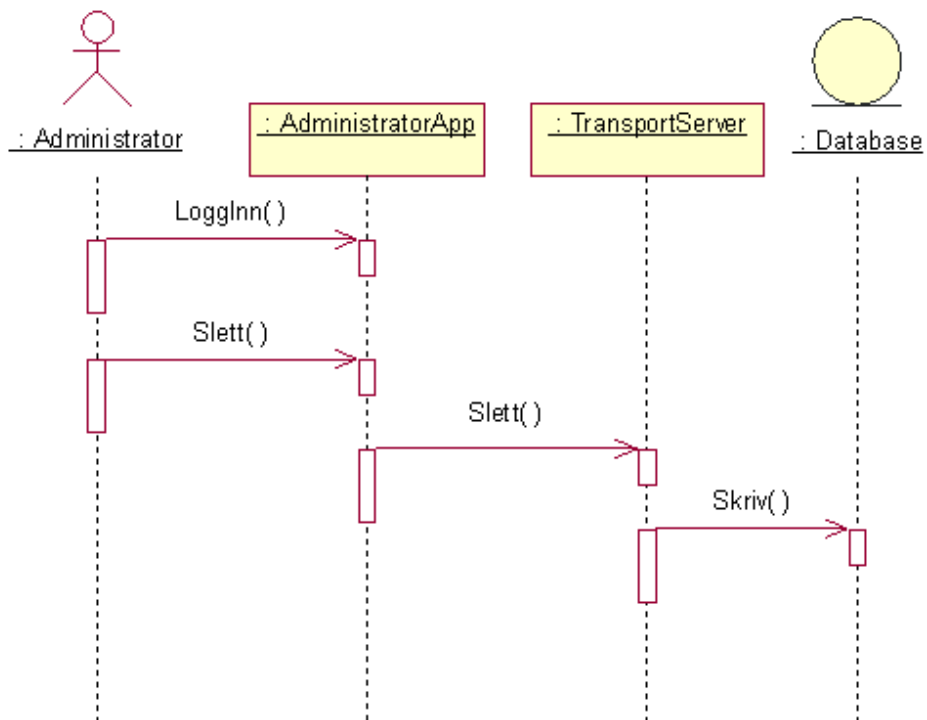 : Administrator
: AdministratorApp
: TransportServer
: Database
LoggInn( )
Slett( )
Slett( )
Skriv( )